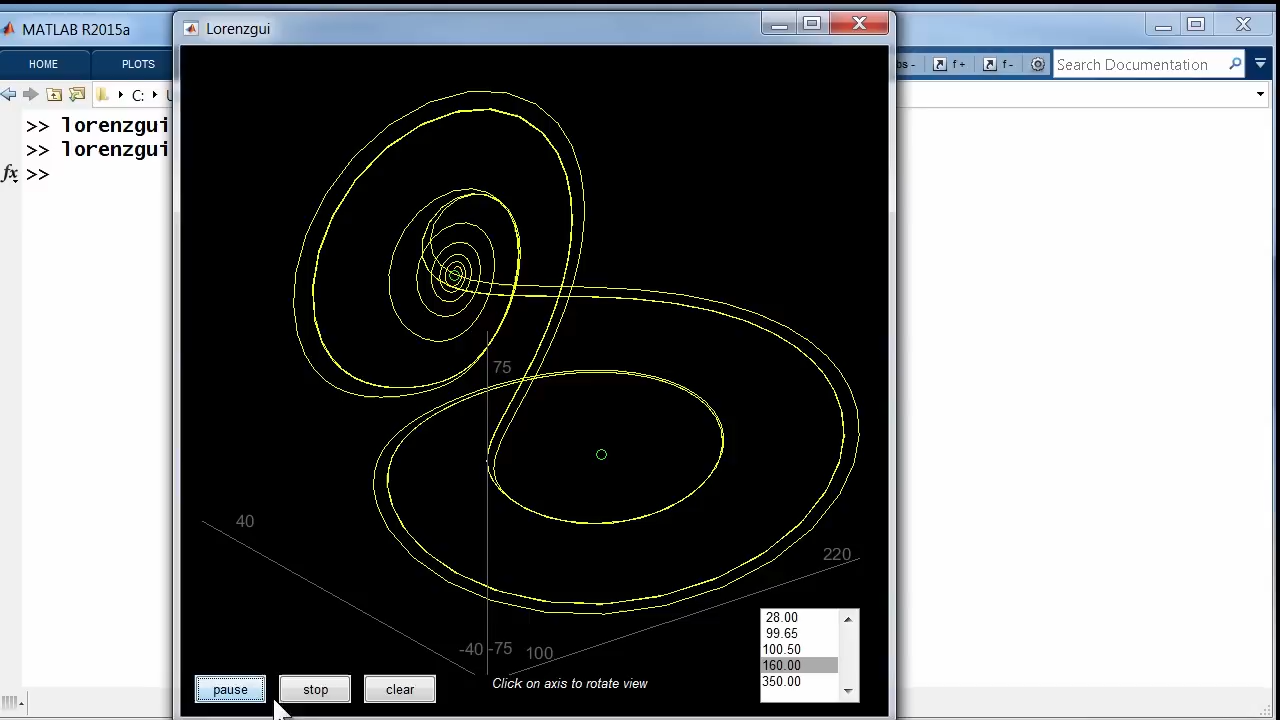 MATLAB R2015a
Lorenzgui
HOME
PLOTS
f +
f -
Search Documentation
C:
>> lorenzgui
>> lorenzgui
fx >>
75
40
220
-40
-75
100
28.00
99.65
100.50
160.00
350.00
Click on axis to rotate view
pause
stop
clear